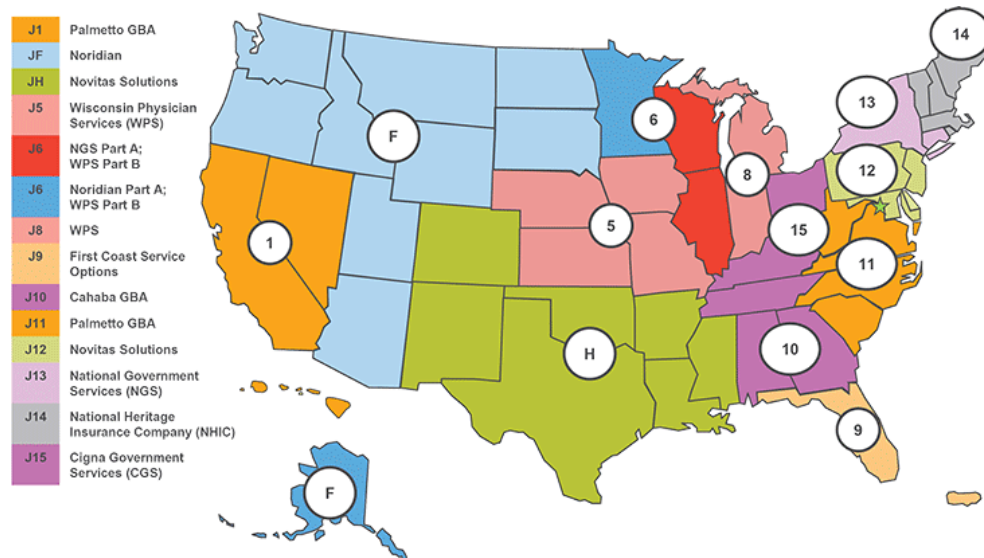 J1 Palmetto GBA
JF Noridian
JH Novitas Solutions
J5 Wisconsin Physician
Services (WPS)
J6 NGS Part A;
WPS Part B
J6 Noridian Part A;
WPS Part B
J8 WPS
J9 First Coast Service
Options
J10 Cahaba GBA
J11 Palmetto GBA
J12 Novitas Solutions
J13 National Government
Services (NGS)
J14 National Heritage
Insurance Company (NHIC)
J15 Cigna Government
Services (CGS)
14
13
6
F
12
8
5
15
1
11
10
H
9
F